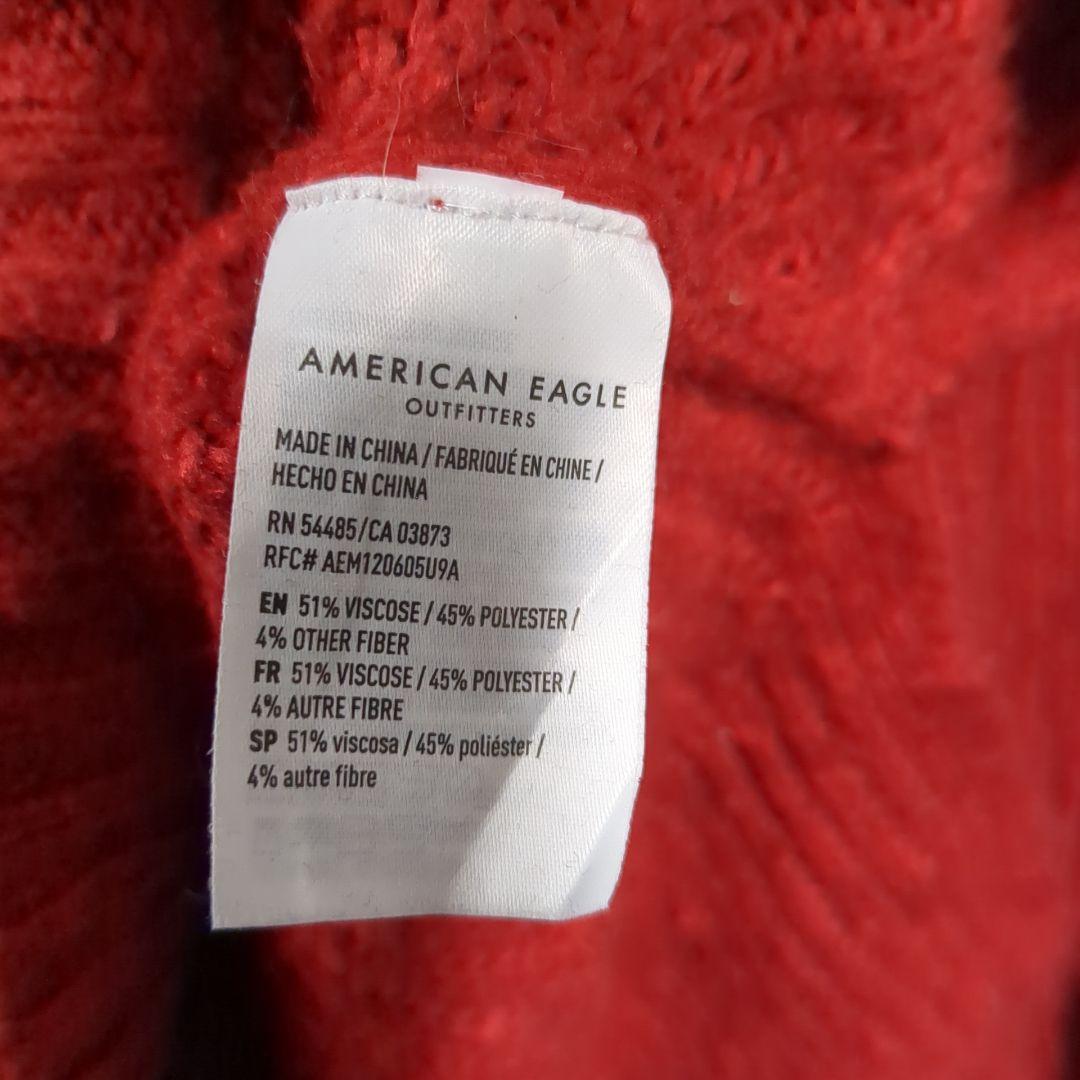 AMERICAN EAGLE
OUTFITTERS
MADE IN CHINA / FABRIQUÉ EN CHINE /
HECHO EN CHINA
RN 54485/CA 03873
RFC# AEM120605U9A
EN 51% VISCOSE / 45% POLYESTER /
4% OTHER FIBER
FR 51% VISCOSE / 45% POLYESTER /
4% AUTRE FIBRE
SP 51% viscosa / 45% poliéster /
4% autre fibre